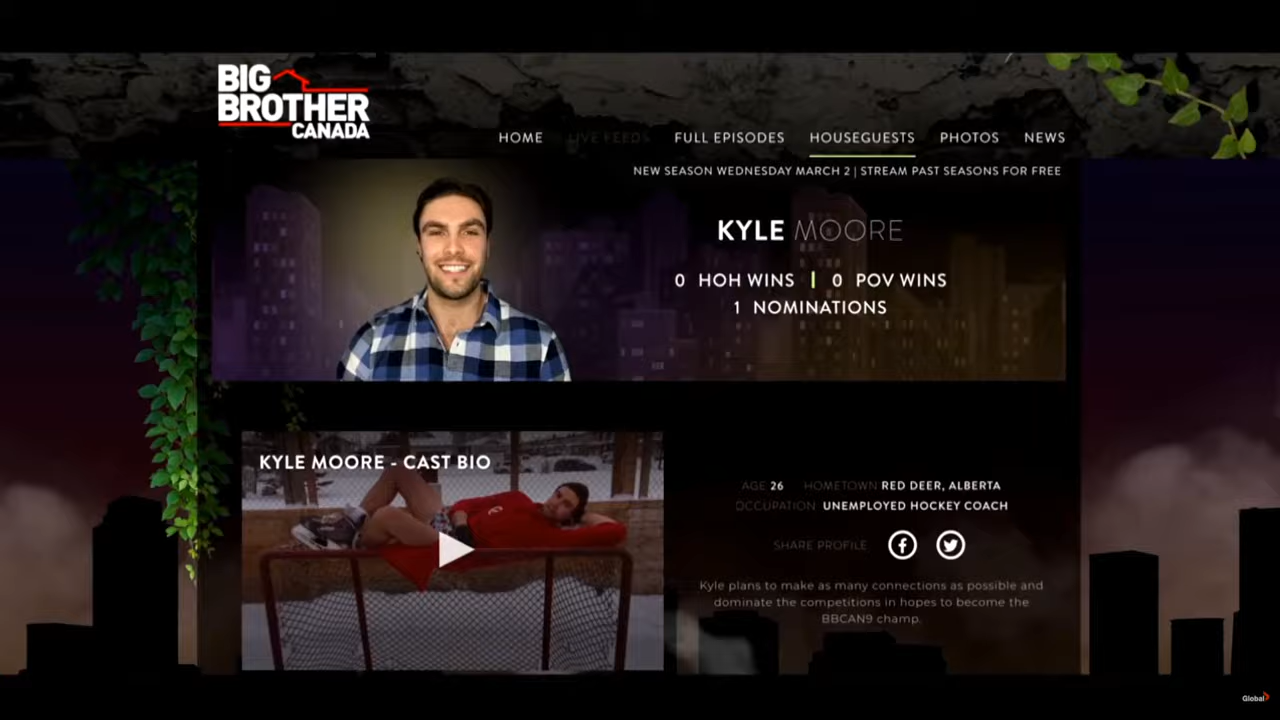 BIG
BROTHER
CANADA
HOME LIVE FEEDS FULL EPISODES HOUSEGUESTS PHOTOS NEWS
NEW SEASON WEDNESDAY MARCH 2 | STREAM PAST SEASONS FOR FREE
KYLE MOORE
0 HOH WINS | 0 POV WINS
1 NOMINATIONS
KYLE MOORE - CAST BIO
AGE 26 HOMETOWN RED DEER, ALBERTA
OCCUPATION UNEMPLOYED HOCKEY COACH
SHARE PROFILE
Kyle plans to make as many connections as possible and
dominate the competitions in hopes to become the
BBCAN9 champ.
Global